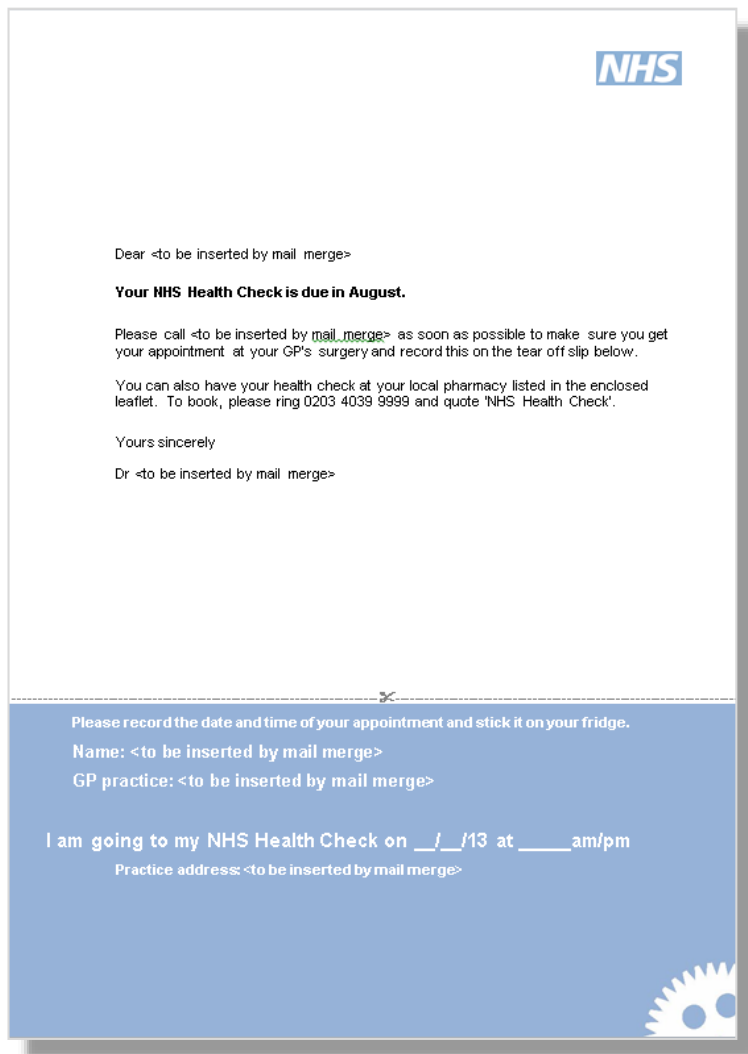 NHS
Dear <to be inserted by mail merge>
Your NHS Health Check is due in August.
Please call <to be inserted by mail merge> as soon as possible to make sure you get
your appointment at your GP's surgery and record this on the tear off slip below.
You can also have your health check at your local pharmacy listed in the enclosed
leaflet. To book, please ring 0203 4039 9999 and quote 'NHS Health Check'.
Yours sincerely
Dr <to be inserted by mail merge>
Please record the date and time of your appointment and stick it on your fridge.
Name: <to be inserted by mail merge>
GP practice: <to be inserted by mail merge>
I am going to my NHS Health Check on __/__/13 at _____am/pm
Practice address: <to be inserted by mail merge>